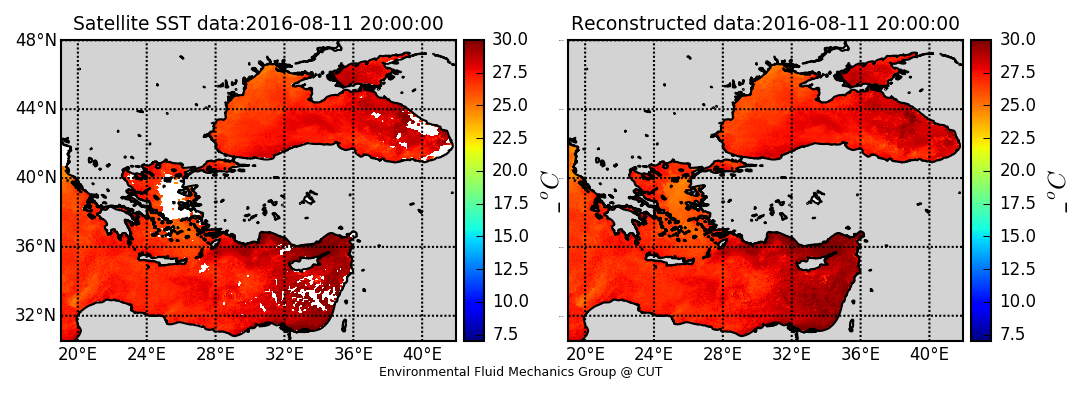 Satellite SST data:2016-08-11 20:00:00
Reconstructed data:2016-08-11 20:00:00
48°N
44°N
40°N
36°N
32°N
20°E 24°E 28°E 32°E 36°E 40°E
30.0
27.5
25.0
22.5
20.0
17.5
15.0
12.5
10.0
7.5
_°C
20°E 24°E 28°E 32°E 36°E 40°E
30.0
27.5
25.0
22.5
20.0
17.5
15.0
12.5
10.0
7.5
_°C
Environmental Fluid Mechanics Group @ CUT